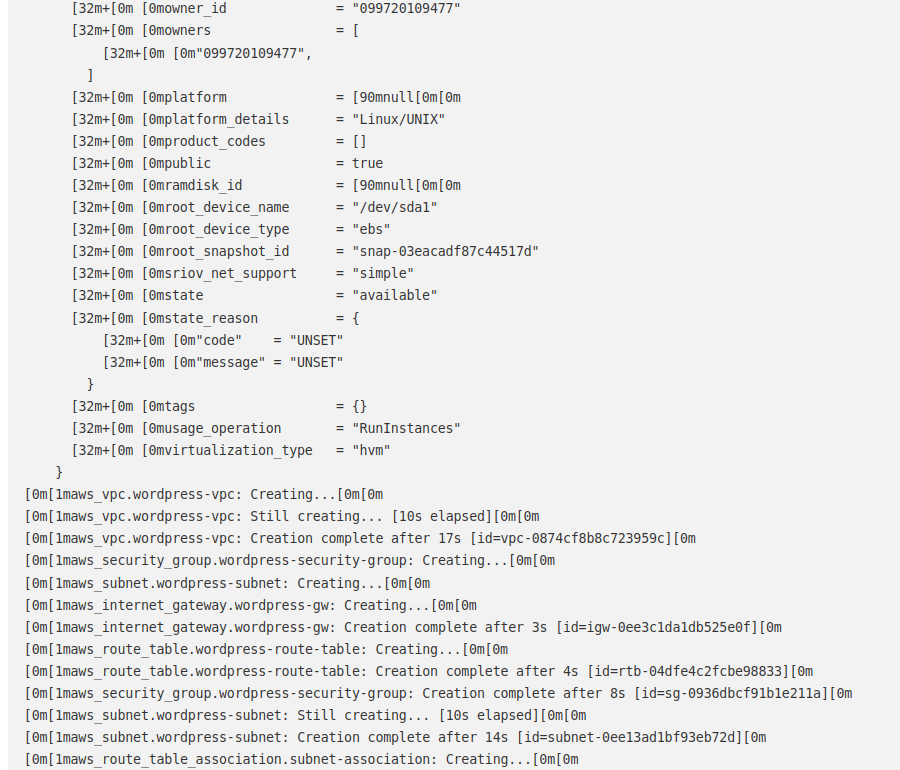 [32m+[0m [0mowner_id              = "099720109477"
[32m+[0m [0mowners                = [
[32m+[0m [0m"099720109477",
]
[32m+[0m [0mplatform              = [90mnull[0m[0m
[32m+[0m [0mplatform_details      = "Linux/UNIX"
[32m+[0m [0mproduct_codes         = []
[32m+[0m [0mpublic                = true
[32m+[0m [0mramdisk_id            = [90mnull[0m[0m
[32m+[0m [0mroot_device_name      = "/dev/sda1"
[32m+[0m [0mroot_device_type      = "ebs"
[32m+[0m [0mroot_snapshot_id      = "snap-03eacadf87c44517d"
[32m+[0m [0msriov_net_support     = "simple"
[32m+[0m [0mstate                 = "available"
[32m+[0m [0mstate_reason          = {
[32m+[0m [0m"code"    = "UNSET"
[32m+[0m [0m"message" = "UNSET"
}
[32m+[0m [0mtags                  = {}
[32m+[0m [0musage_operation       = "RunInstances"
[32m+[0m [0mvirtualization_type   = "hvm"
}
[0m[1maws_vpc.wordpress-vpc: Creating...[0m[0m
[0m[1maws_vpc.wordpress-vpc: Still creating... [10s elapsed][0m[0m
[0m[1maws_vpc.wordpress-vpc: Creation complete after 17s [id=vpc-0874cf8b8c723959c][0m
[0m[1maws_security_group.wordpress-security-group: Creating...[0m[0m
[0m[1maws_subnet.wordpress-subnet: Creating...[0m[0m
[0m[1maws_internet_gateway.wordpress-gw: Creating...[0m[0m
[0m[1maws_internet_gateway.wordpress-gw: Creation complete after 3s [id=igw-0ee3c1da1db525e0f][0m
[0m[1maws_route_table.wordpress-route-table: Creating...[0m[0m
[0m[1maws_route_table.wordpress-route-table: Creation complete after 4s [id=rtb-04dfe4c2fcbe98833][0m
[0m[1maws_security_group.wordpress-security-group: Creation complete after 8s [id=sg-0936dbcf91b1e211a][0m
[0m[1maws_subnet.wordpress-subnet: Still creating... [10s elapsed][0m[0m
[0m[1maws_subnet.wordpress-subnet: Creation complete after 14s [id=subnet-0ee13ad1bf93eb72d][0m
[0m[1maws_route_table_association.subnet-association: Creating...[0m[0m